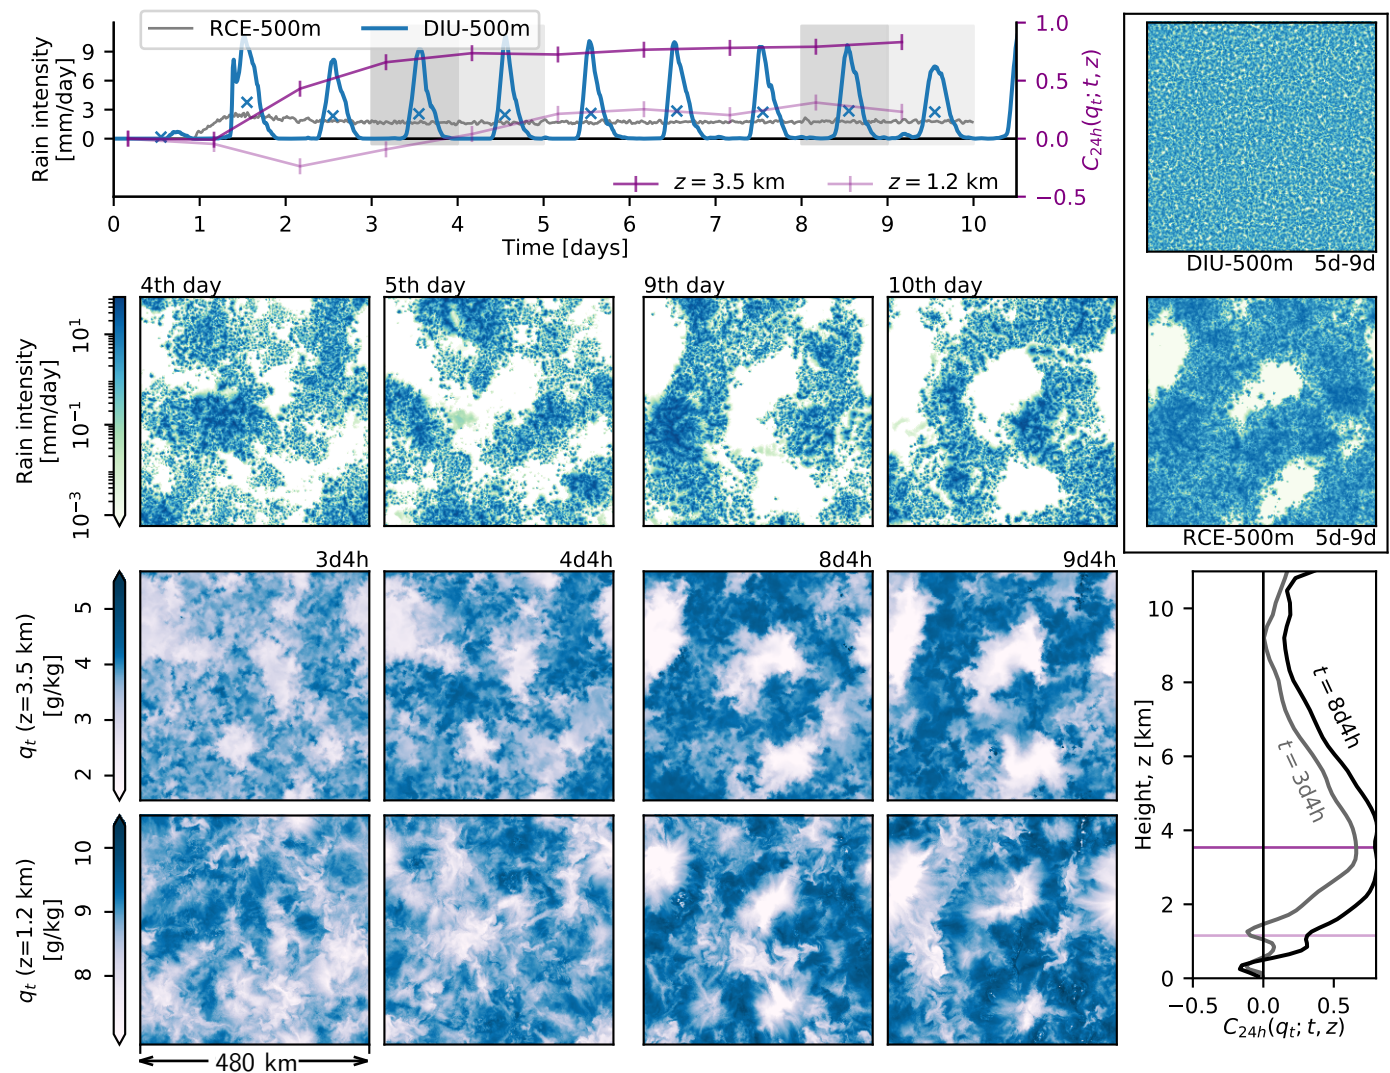 RCE-500m DIU-500m
Rain intensity
[mm/day]
9
6
3
0
1.0
0.5
0.0
−0.5
C24h(qt; t, z)
z = 3.5 km z = 1.2 km
0 1 2 3 4 5 6 7 8 9 10
Time [days]
DIU-500m 5d-9d
4th day 5th day 9th day 10th day
Rain intensity
[mm/day]
10^1
10^−1
10^−3
RCE-500m 5d-9d
3d4h 4d4h 8d4h 9d4h
qt (z=3.5 km)
[g/kg]
5
4
3
2
qt (z=1.2 km)
[g/kg]
10
9
8
480 km
Height, z [km]
10
8
6
4
2
0
t = 8d4h
t = 3d4h
−0.5 0.0 0.5
C24h(qt; t, z)